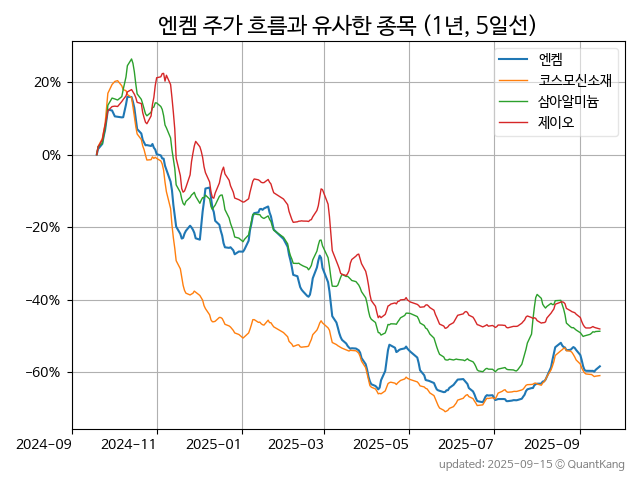 엔켐 주가 흐름과 유사한 종목 (1년, 5일선)
엔켐
코스모신소재
삼아알미늄
제이오
20%
0%
−20%
−40%
−60%
2024-09 2024-11 2025-01 2025-03 2025-05 2025-07 2025-09
updated: 2025-09-15 © QuantKang